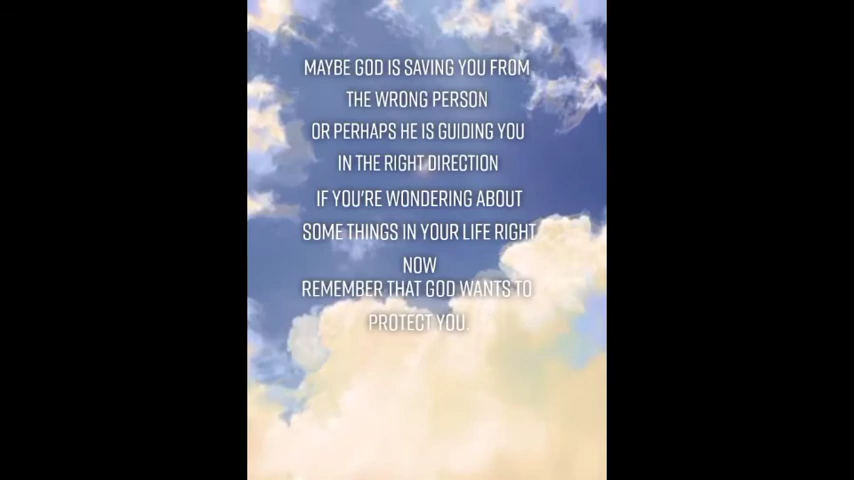 MAYBE GOD IS SAVING YOU FROM
THE WRONG PERSON
OR PERHAPS HE IS GUIDING YOU
IN THE RIGHT DIRECTION
IF YOU'RE WONDERING ABOUT
SOME THINGS IN YOUR LIFE RIGHT
NOW
REMEMBER THAT GOD WANTS TO
PROTECT YOU.